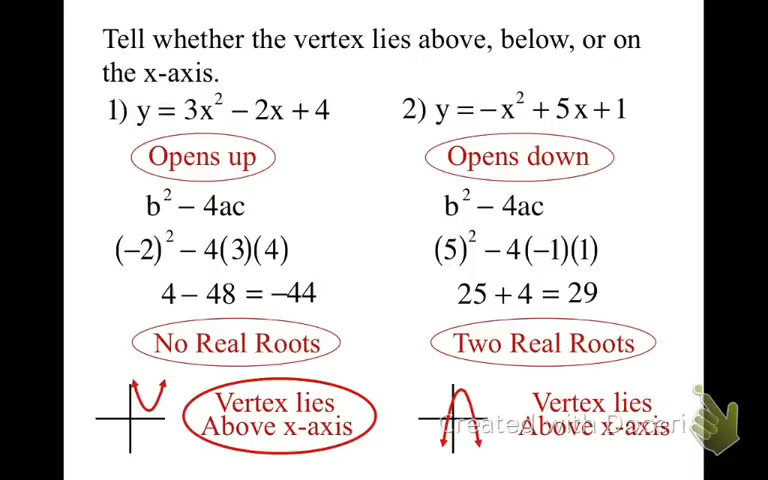 Tell whether the vertex lies above, below, or on
the x-axis.
1) y = 3x² − 2x + 4
2) y = −x² + 5x + 1
Opens up
Opens down
b² − 4ac
b² − 4ac
(−2)² − 4(3)(4)
(5)² − 4(−1)(1)
4 − 48 = −44
25 + 4 = 29
No Real Roots
Two Real Roots
Vertex lies
Above x-axis
Vertex lies
Above x-axis
Created with Doceri